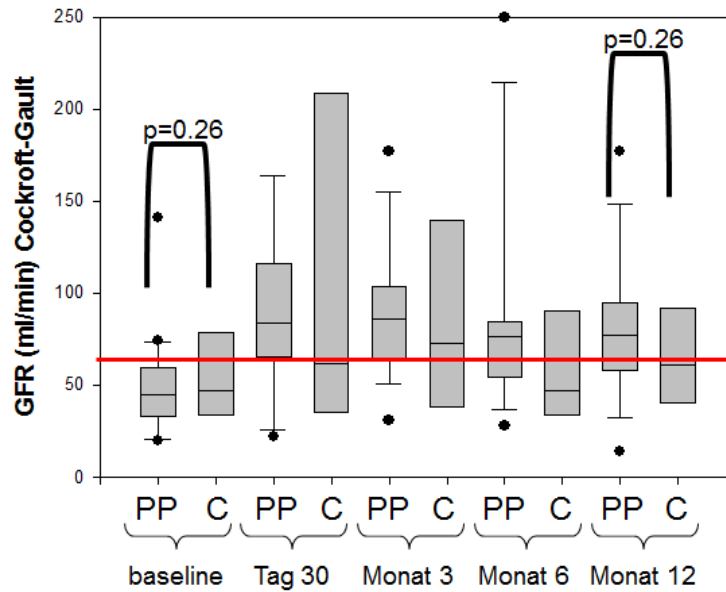 GFR (ml/min) Cockroft-Gault
250
200
150
100
50
0
p=0.26
p=0.26
PP C PP C PP C PP C PP C
baseline Tag 30 Monat 3 Monat 6 Monat 12